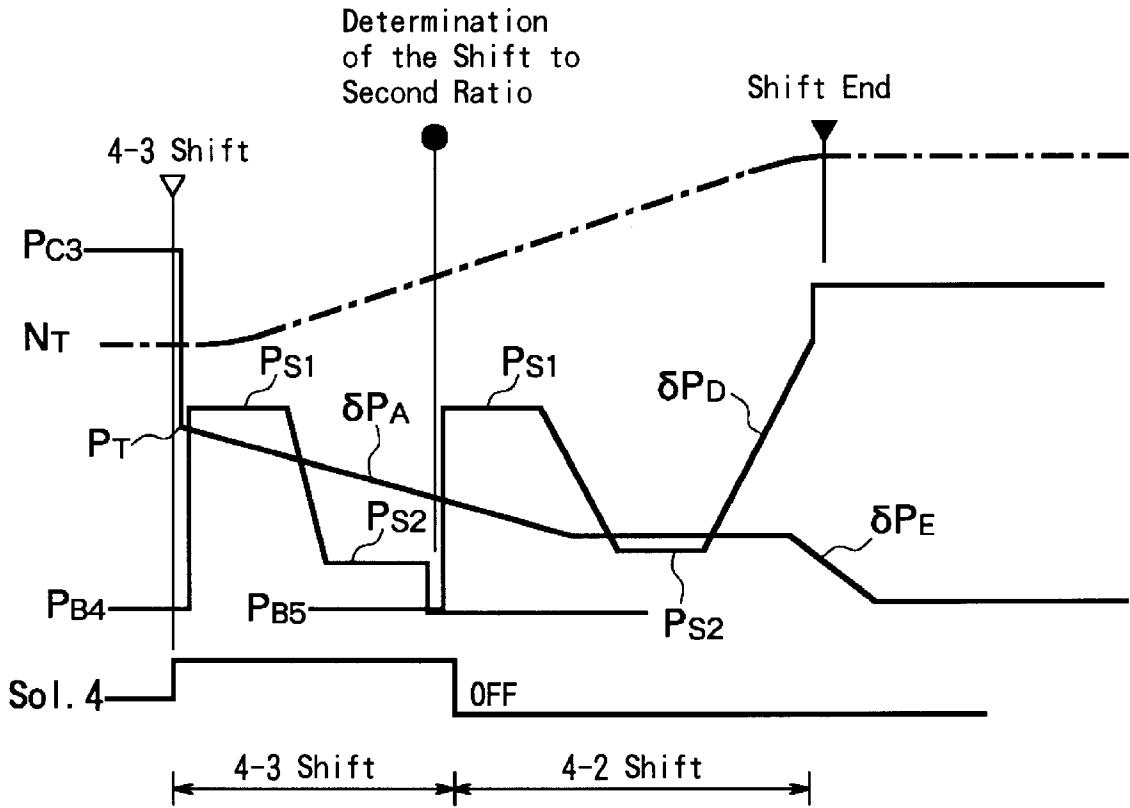 Determination
of the Shift to
Second Ratio
Shift End
4-3 Shift
PC3
NT
PS1
PS1
δPD
δPA
PT
PS2
δPE
PB4
PB5
PS2
Sol.4
OFF
4-3 Shift
4-2 Shift